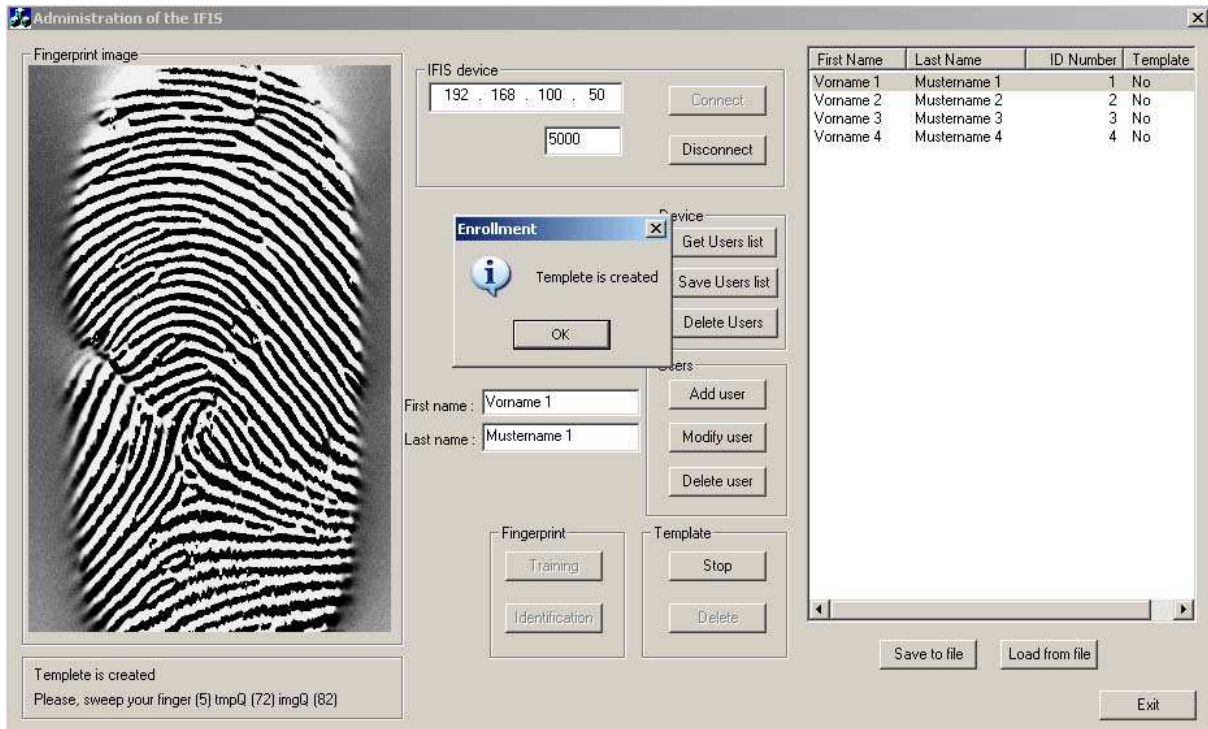 Administration of the IFIS
Fingerprint image
IFIS device
192 . 168 . 100 . 50
Connect
5000
Disconnect
First Name Last Name ID Number Template
Vorname 1 Mustername 1 1 No
Vorname 2 Mustername 2 2 No
Vorname 3 Mustername 3 3 No
Vorname 4 Mustername 4 4 No
Device
Get Users list
Save Users list
Delete Users
Enrollment
Templete is created
OK
Users
Add user
Modify user
Delete user
First name : Vorname 1
Last name : Mustername 1
Fingerprint
Training
Identification
Template
Stop
Delete
Save to file
Load from file
Templete is created
Please, sweep your finger (5) tmpQ (72) imgQ (82)
Exit